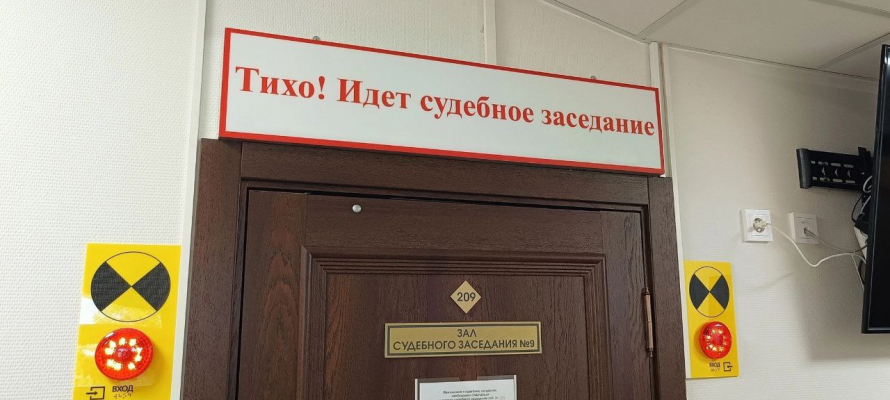 Тихо! Идет судебное заседание
209
ЗАЛ
СУДЕБНОГО ЗАСЕДАНИЯ №9
ВХОД
ВХОД